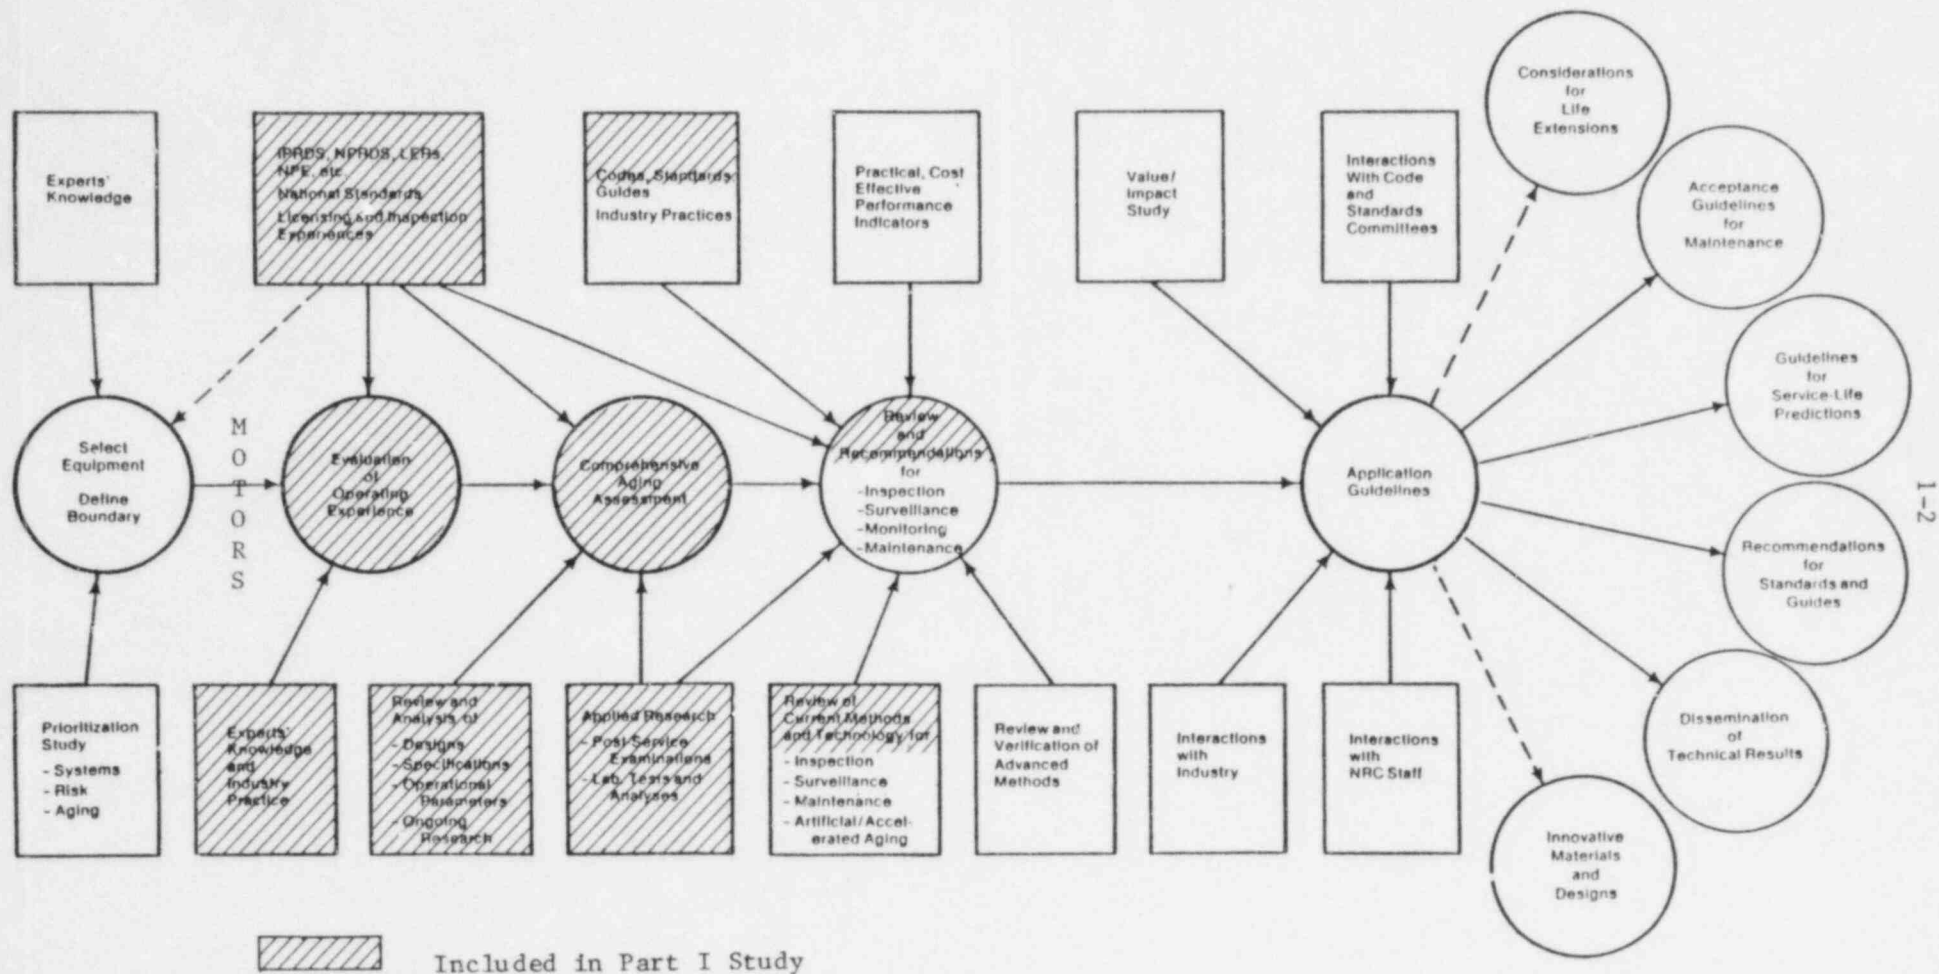 Experts'
Knowledge
IPRDS, NPRDS, LERs,
NPE, etc.
National Standards
Licensing and Inspection
Experiences
Codes, Standards
Guides
Industry Practices
Practical, Cost
Effective
Performance
Indicators
Value/
Impact
Study
Interactions
With Code
and
Standards
Committees
Considerations
for
Life
Extensions
Acceptance
Guidelines
for
Maintenance
Guidelines
for
Service-Life
Predictions
Recommendations
for
Standards and
Guides
Dissemination
of
Technical Results
Innovative
Materials
and
Designs
Select
Equipment
Define
Boundary
M
O
T
O
R
S
Evaluation
of
Operating
Experience
Comprehensive
Aging
Assessment
Review
and
Recommendations
for
-Inspection
-Surveillance
-Monitoring
-Maintenance
Application
Guidelines
Prioritization
Study
- Systems
- Risk
- Aging
Experts'
Knowledge
and
Industry
Practice
Review and
Analysis of
- Designs
- Specifications
- Operational
Parameters
- Ongoing
Research
Applied Research
- Post-Service
Examinations
- Lab. Tests and
Analyses
Review of
Current Methods
and Technology for
- Inspection
- Surveillance
- Maintenance
- Artificial/Accel-
erated Aging
Review and
Verification of
Advanced
Methods
Interactions
with
Industry
Interactions
with
NRC Staff
Included in Part I Study
1-2